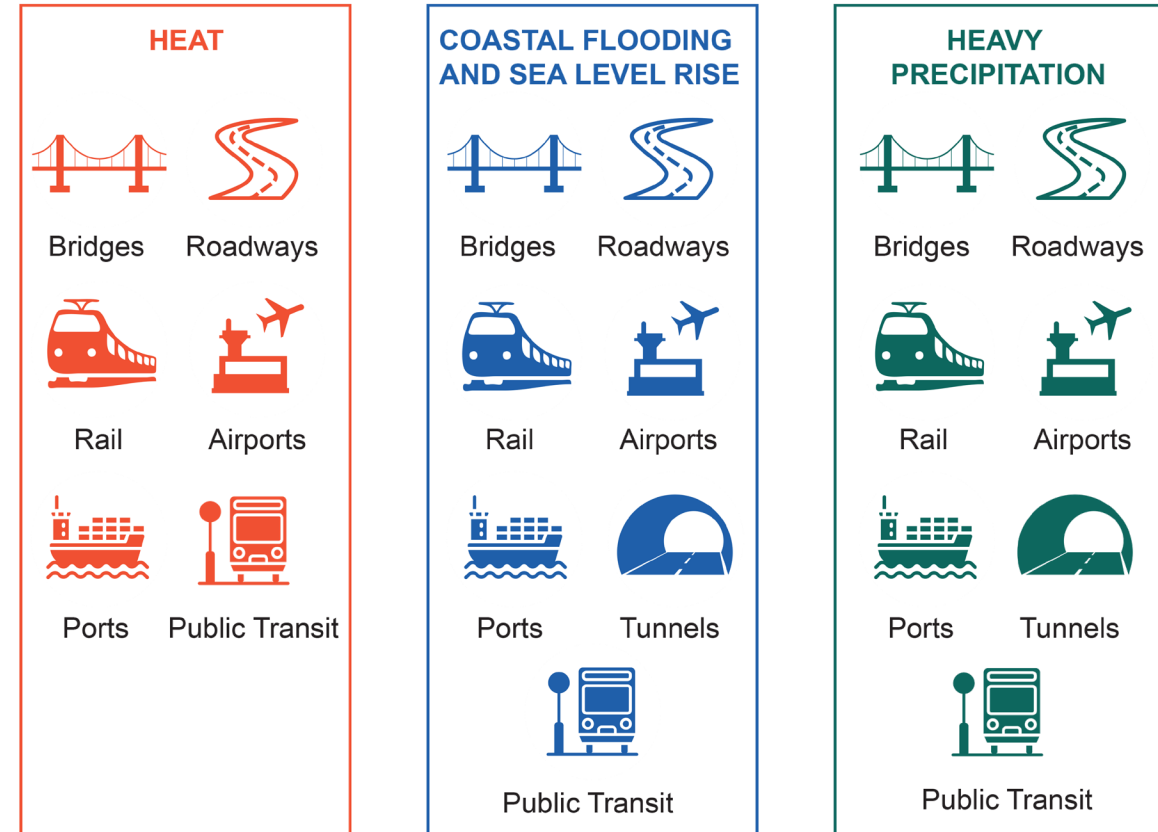 HEAT
Bridges
Roadways
Rail
Airports
Ports
Public Transit
COASTAL FLOODING
AND SEA LEVEL RISE
Bridges
Roadways
Rail
Airports
Ports
Tunnels
Public Transit
HEAVY
PRECIPITATION
Bridges
Roadways
Rail
Airports
Ports
Tunnels
Public Transit